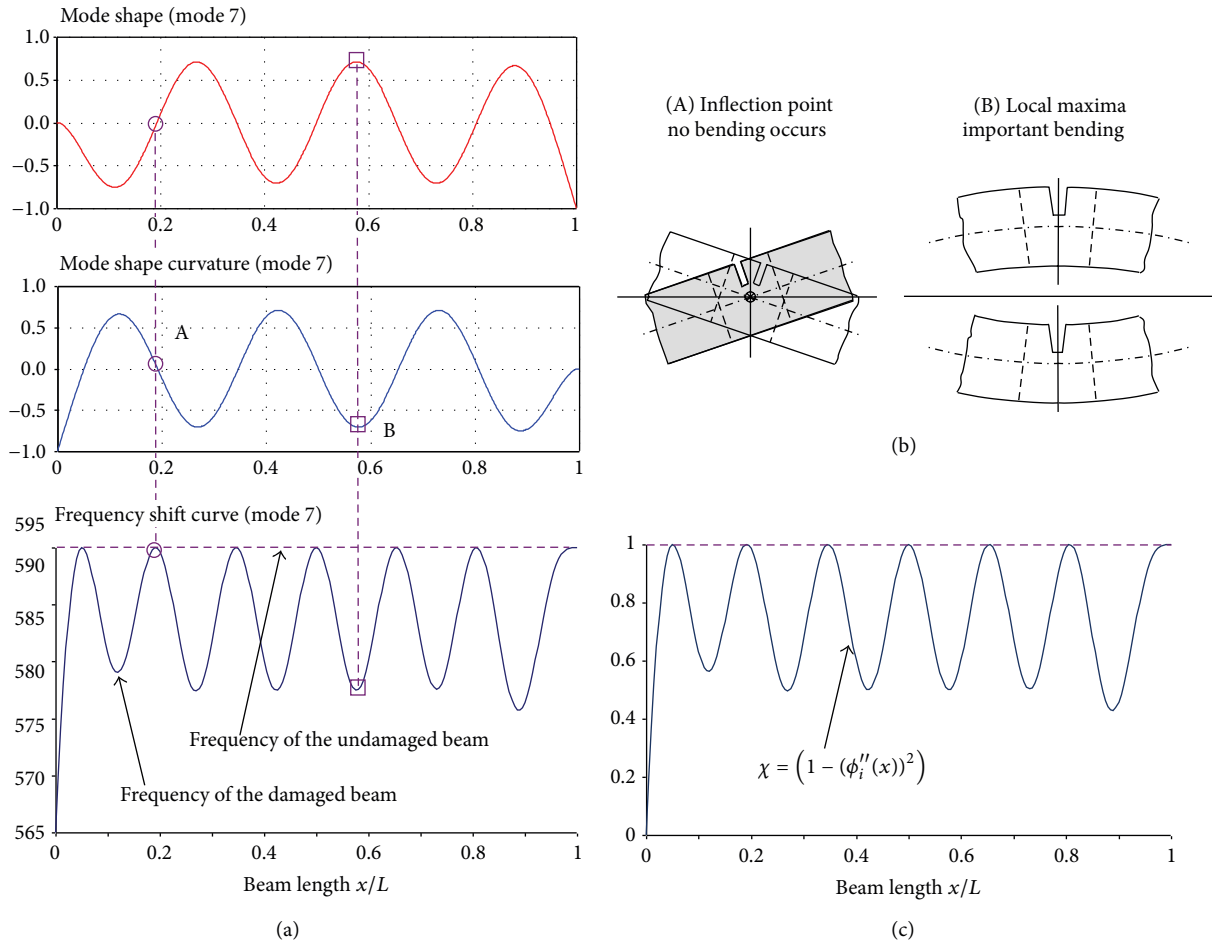 Mode shape (mode 7)
1.0
0.5
0.0
−0.5
−1.0
0 0.2 0.4 0.6 0.8 1
Mode shape curvature (mode 7)
1.0
0.5
0.0
−0.5
−1.0
A
B
0 0.2 0.4 0.6 0.8 1
Frequency shift curve (mode 7)
595
590
585
580
575
570
565
Frequency of the undamaged beam
Frequency of the damaged beam
0 0.2 0.4 0.6 0.8 1
Beam length x/L
(a)
(A) Inflection point
no bending occurs
(B) Local maxima
important bending
(b)
1
0.8
0.6
0.4
0.2
0
χ = (1 − (ϕ″ᵢ(x))²)
0 0.2 0.4 0.6 0.8 1
Beam length x/L
(c)